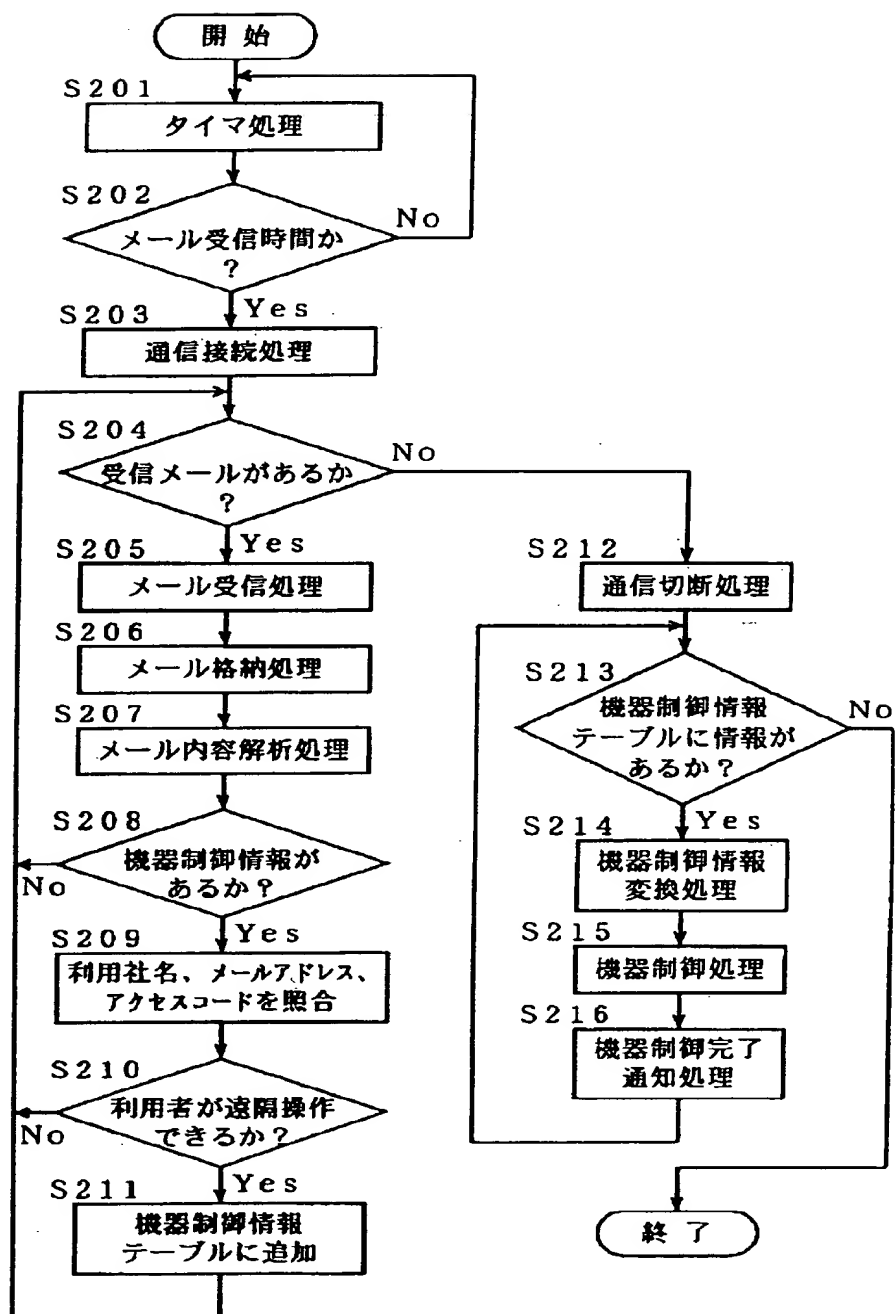 開始
S201
タイマ処理
S202
メール受信時間か
?
No
Yes
S203
通信接続処理
S204
受信メールがあるか
?
No
Yes
S205
メール受信処理
S206
メール格納処理
S207
メール内容解析処理
S208
機器制御情報が
あるか?
No
Yes
S209
利用社名、メールアドレス、
アクセスコードを照合
S210
利用者が遠隔操作
できるか?
No
Yes
S211
機器制御情報
テーブルに追加
S212
通信切断処理
S213
機器制御情報
テーブルに情報が
あるか?
No
Yes
S214
機器制御情報
変換処理
S215
機器制御処理
S216
機器制御完了
通知処理
終了